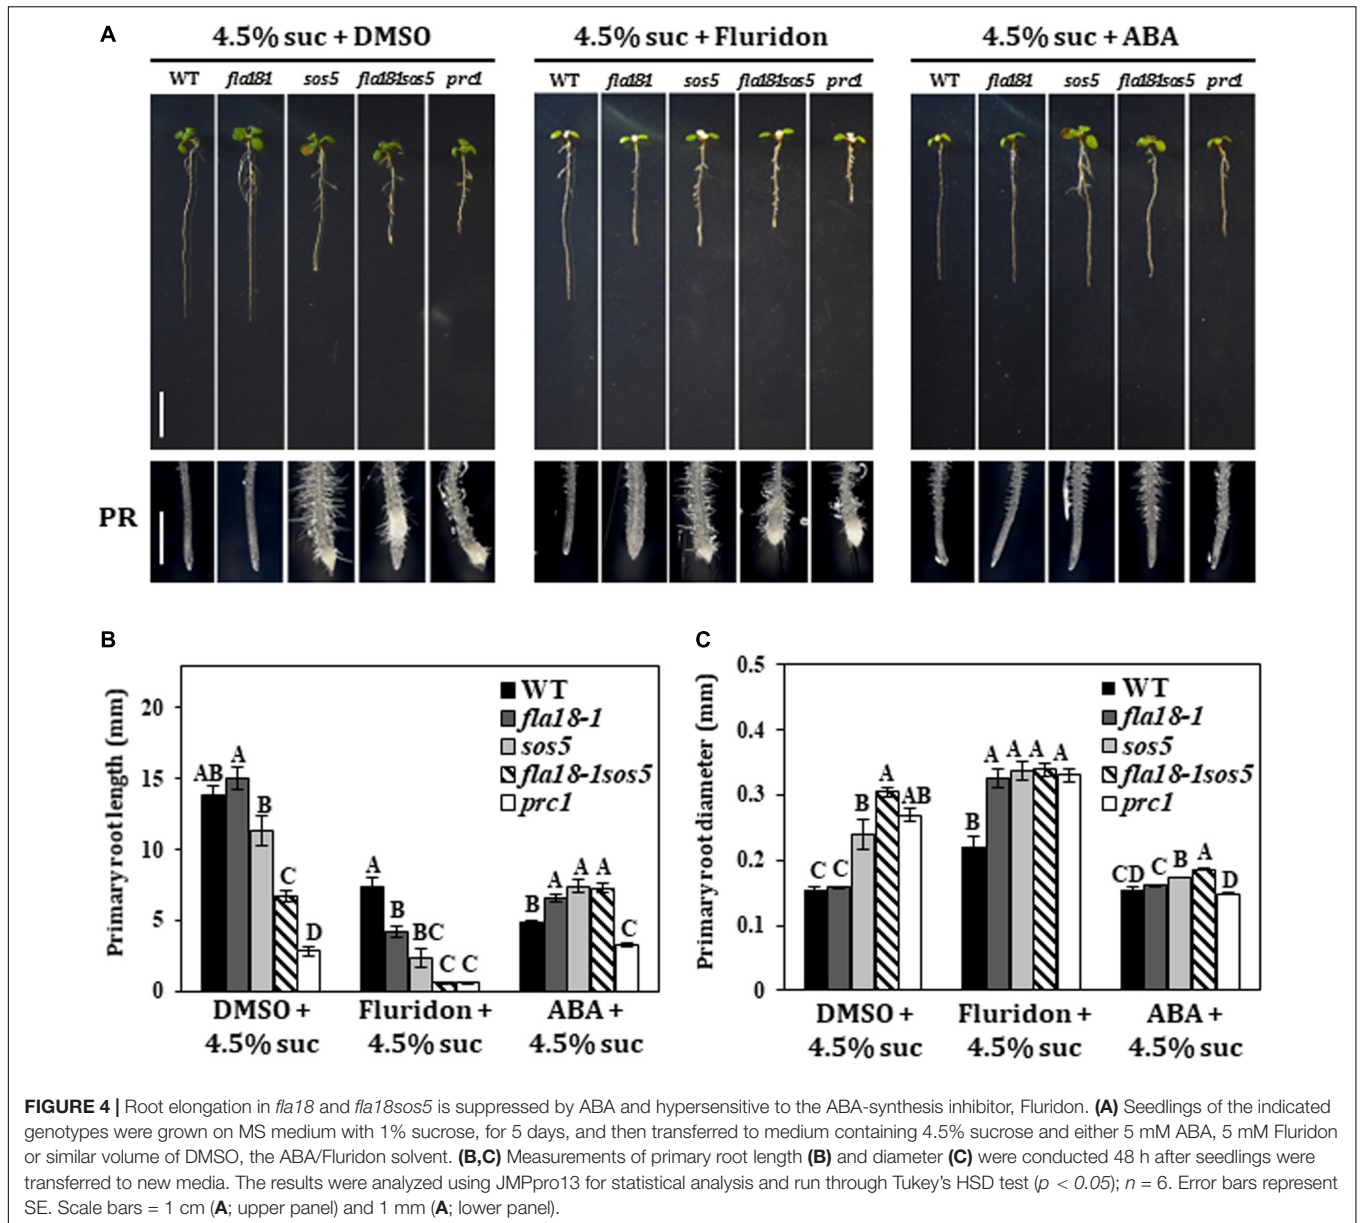 A
4.5% suc + DMSO
4.5% suc + Fluridon
4.5% suc + ABA
WT fla181 sos5 fla181sos5 prc1
WT fla181 sos5 fla181sos5 prc1
WT fla181 sos5 fla181sos5 prc1
PR
B
Primary root length (mm)
20
15
10
5
0
WT
fla18-1
sos5
fla18-1sos5
prc1
AB A B C D
A B BC C C
B A A A C
DMSO + 4.5% suc
Fluridon + 4.5% suc
ABA + 4.5% suc
C
Primary root diameter (mm)
0.5
0.4
0.3
0.2
0.1
0
WT
fla18-1
sos5
fla18-1sos5
prc1
C C B A AB
B A A A A
CD C B A D
DMSO + 4.5% suc
Fluridon + 4.5% suc
ABA + 4.5% suc
FIGURE 4 | Root elongation in fla18 and fla18sos5 is suppressed by ABA and hypersensitive to the ABA-synthesis inhibitor, Fluridon. (A) Seedlings of the indicated
genotypes were grown on MS medium with 1% sucrose, for 5 days, and then transferred to medium containing 4.5% sucrose and either 5 mM ABA, 5 mM Fluridon
or similar volume of DMSO, the ABA/Fluridon solvent. (B,C) Measurements of primary root length (B) and diameter (C) were conducted 48 h after seedlings were
transferred to new media. The results were analyzed using JMPpro13 for statistical analysis and run through Tukey's HSD test (p < 0.05); n = 6. Error bars represent
SE. Scale bars = 1 cm (A; upper panel) and 1 mm (A; lower panel).